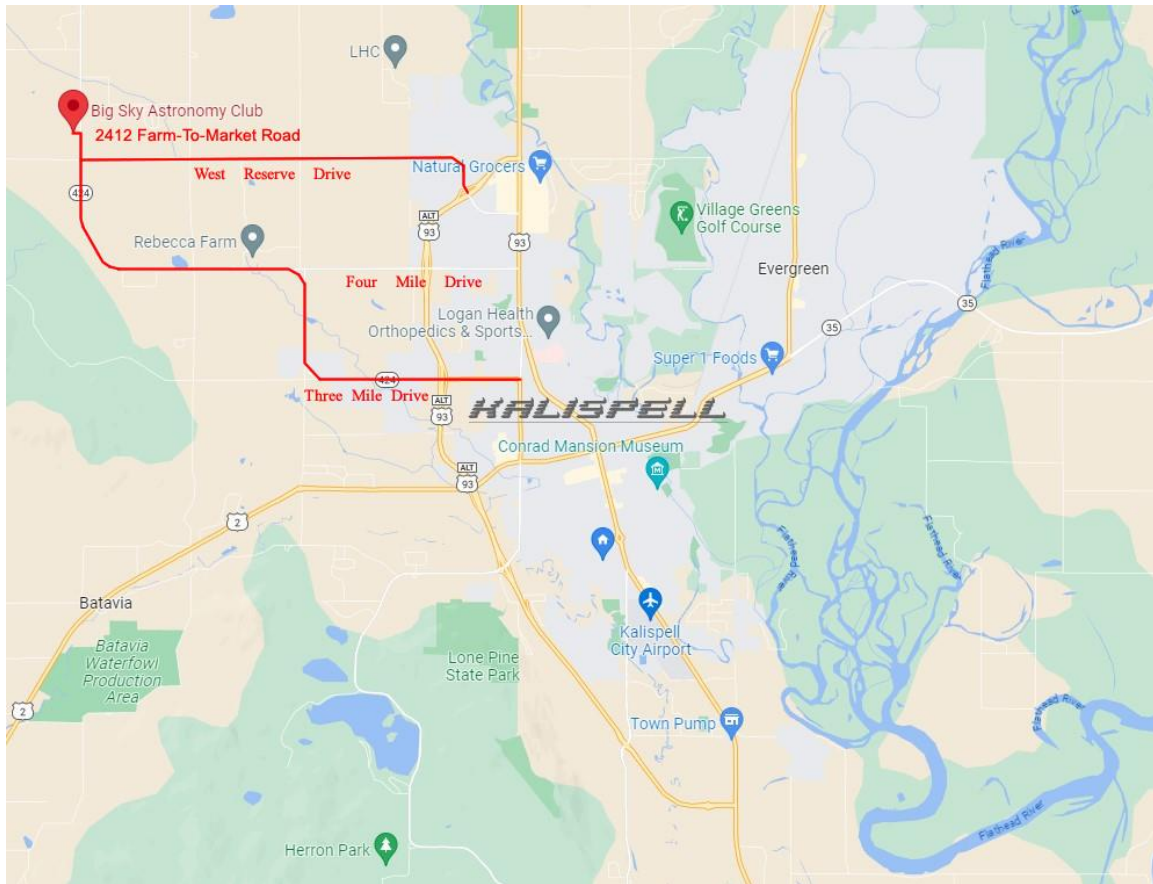 LHC
Big Sky Astronomy Club
2412 Farm-To-Market Road
Natural Grocers
West Reserve Drive
424
ALT
93
93
Village Greens
Golf Course
Rebecca Farm
Evergreen
Flathead River
Four Mile Drive
35
Logan Health
Orthopedics & Sports...
35
Super 1 Foods
424
Three Mile Drive
ALT
93
KALISPELL
Conrad Mansion Museum
M
ALT
93
2
Flathead River
Flathead River
Batavia
Kalispell
City Airport
Batavia
Waterfowl
Production
Area
Lone Pine
State Park
2
Town Pump
Flathead River
Flathead River
Herron Park